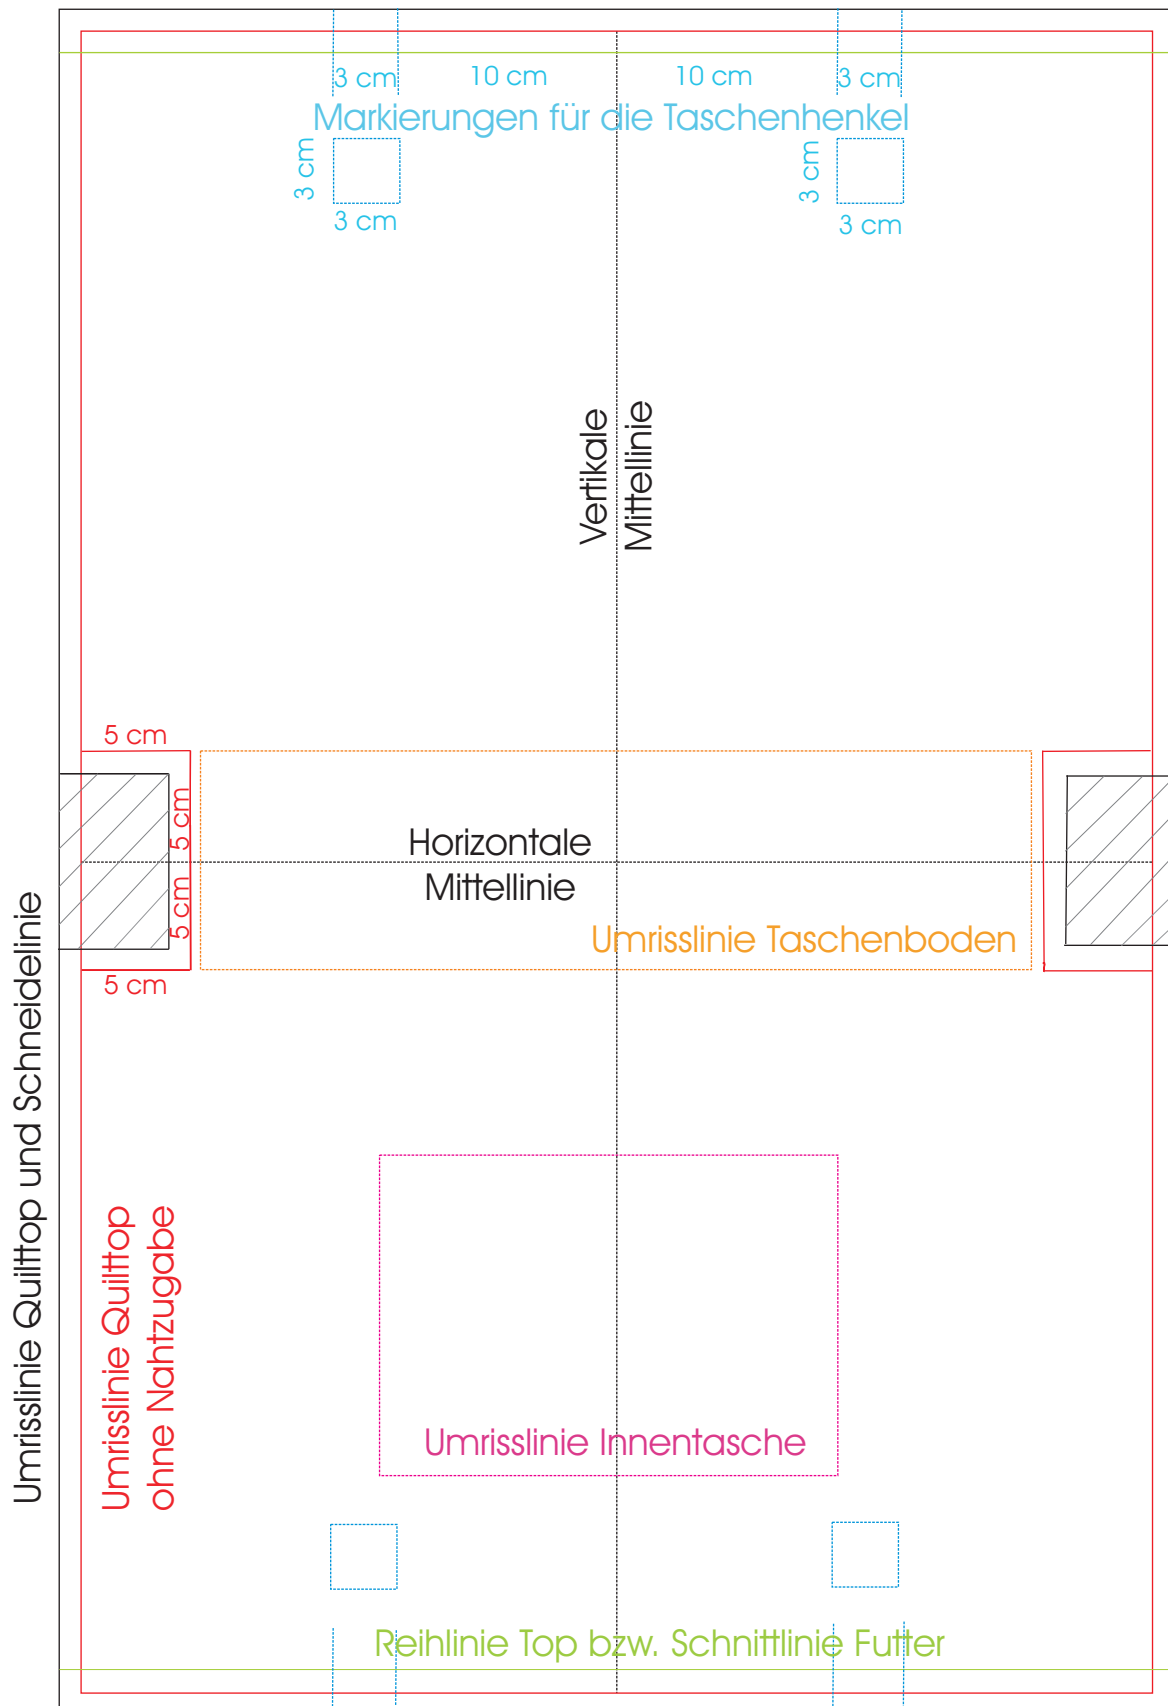 3 cm
10 cm
10 cm
3 cm
Markierungen für die Taschenhenkel
3 cm
3 cm
3 cm
3 cm
Vertikale
Mittellinie
5 cm
5 cm
Horizontale
Mittellinie
5 cm
Umrisslinie Taschenboden
5 cm
Umrisslinie Quilttop und Schneidelinie
Umrisslinie Quilttop
ohne Nahtzugabe
Umrisslinie Innentasche
Reihlinie Top bzw. Schnittlinie Futter